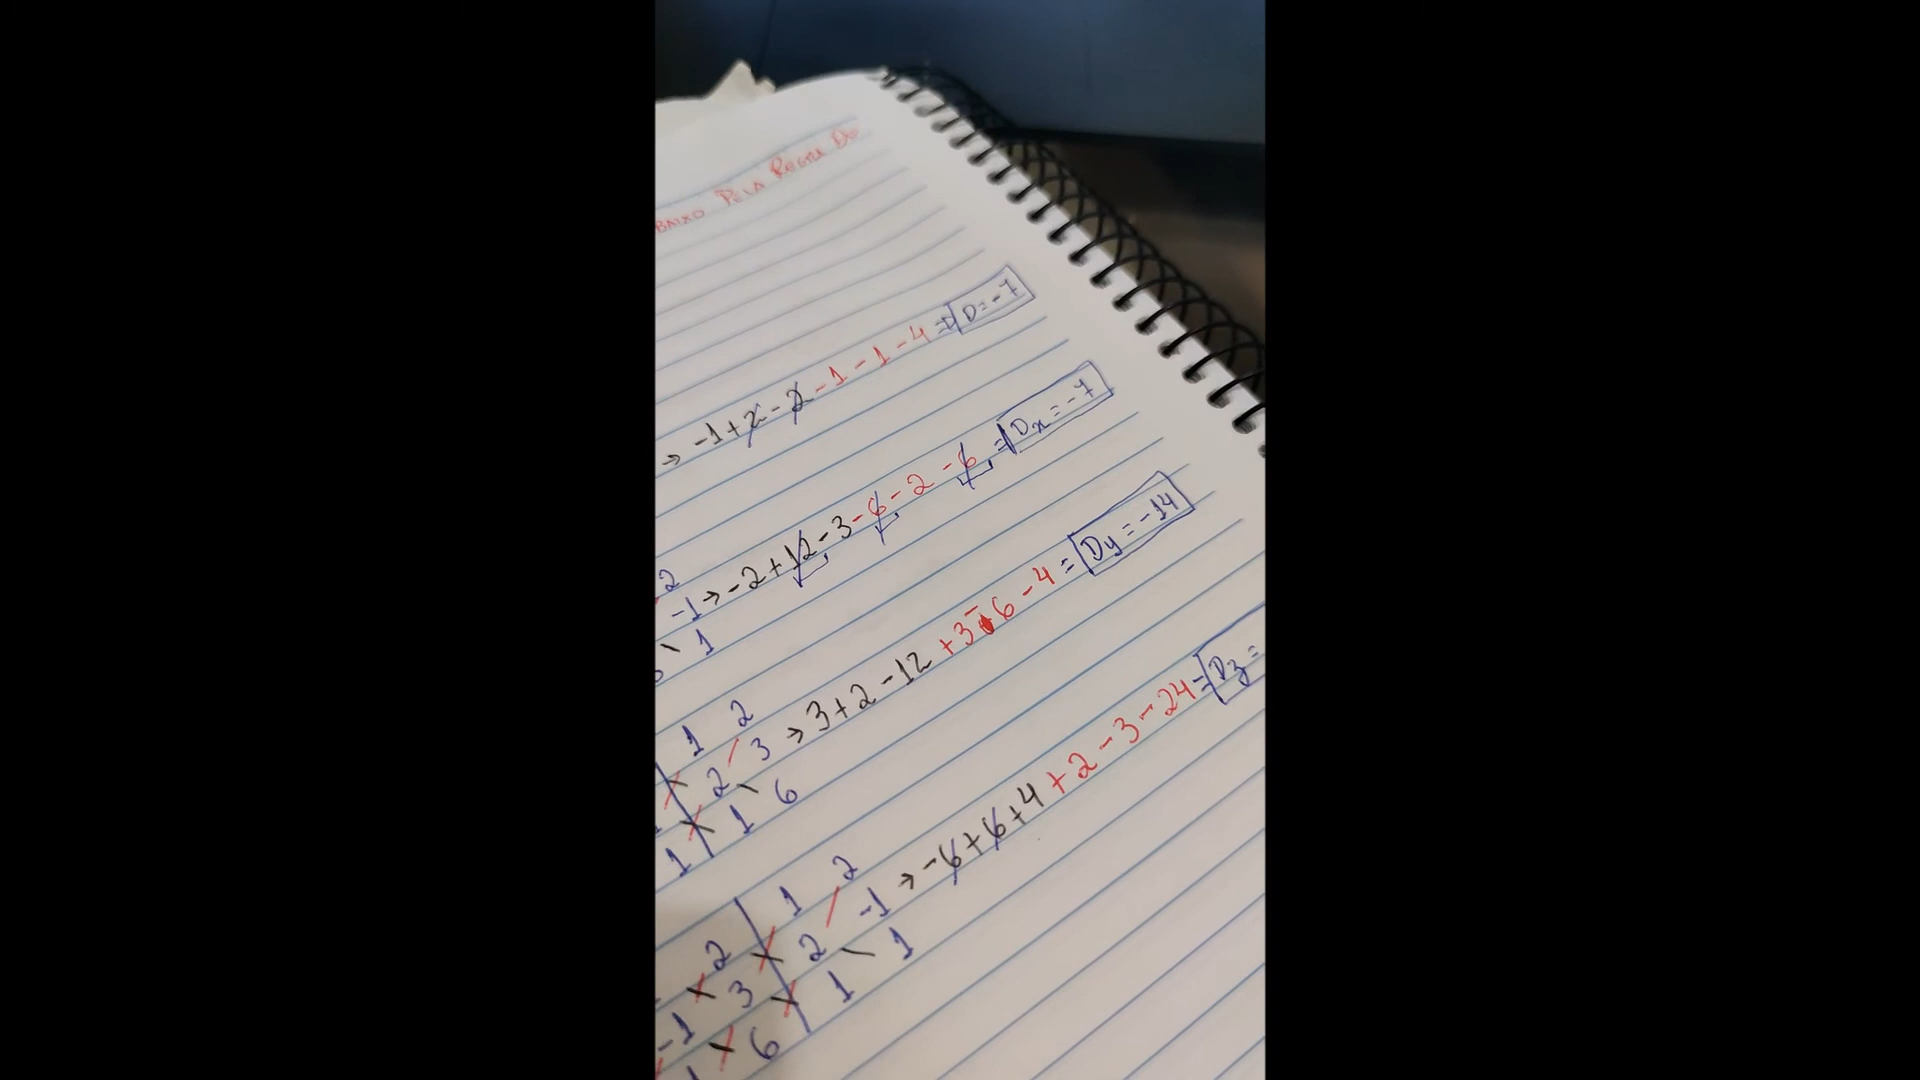 BAIXO PELA REGRA DO
→ -1+2-2-1-1-4 = D=-7
2
-1 → -2+12-3-6-2-6 = Dx=-7
1
1 2
2 3 → 3+2-12+3-6-4 = Dy=-14
1 1 6
2 1 2
-1 3 2 -1 → -6+6+4+2-3-24= Dz=
6 1 1